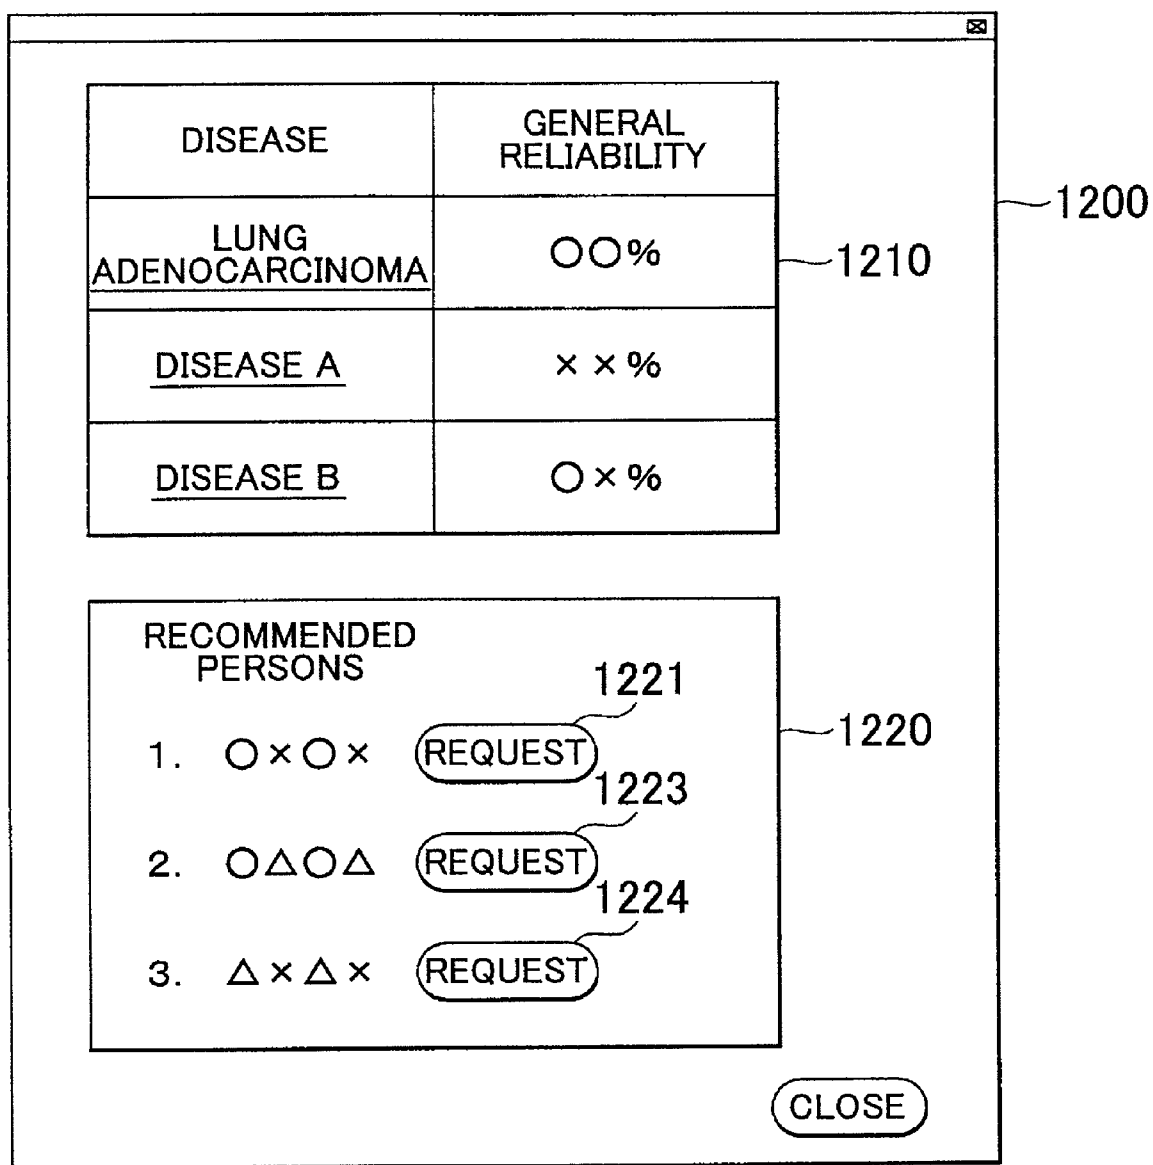 DISEASE
GENERAL
RELIABILITY
LUNG
ADENOCARCINOMA
○○%
DISEASE A
××%
DISEASE B
○×%
1200
1210
RECOMMENDED
PERSONS
1220
1221
1. ○×○× REQUEST
1223
2. ○△○△ REQUEST
1224
3. △×△× REQUEST
CLOSE